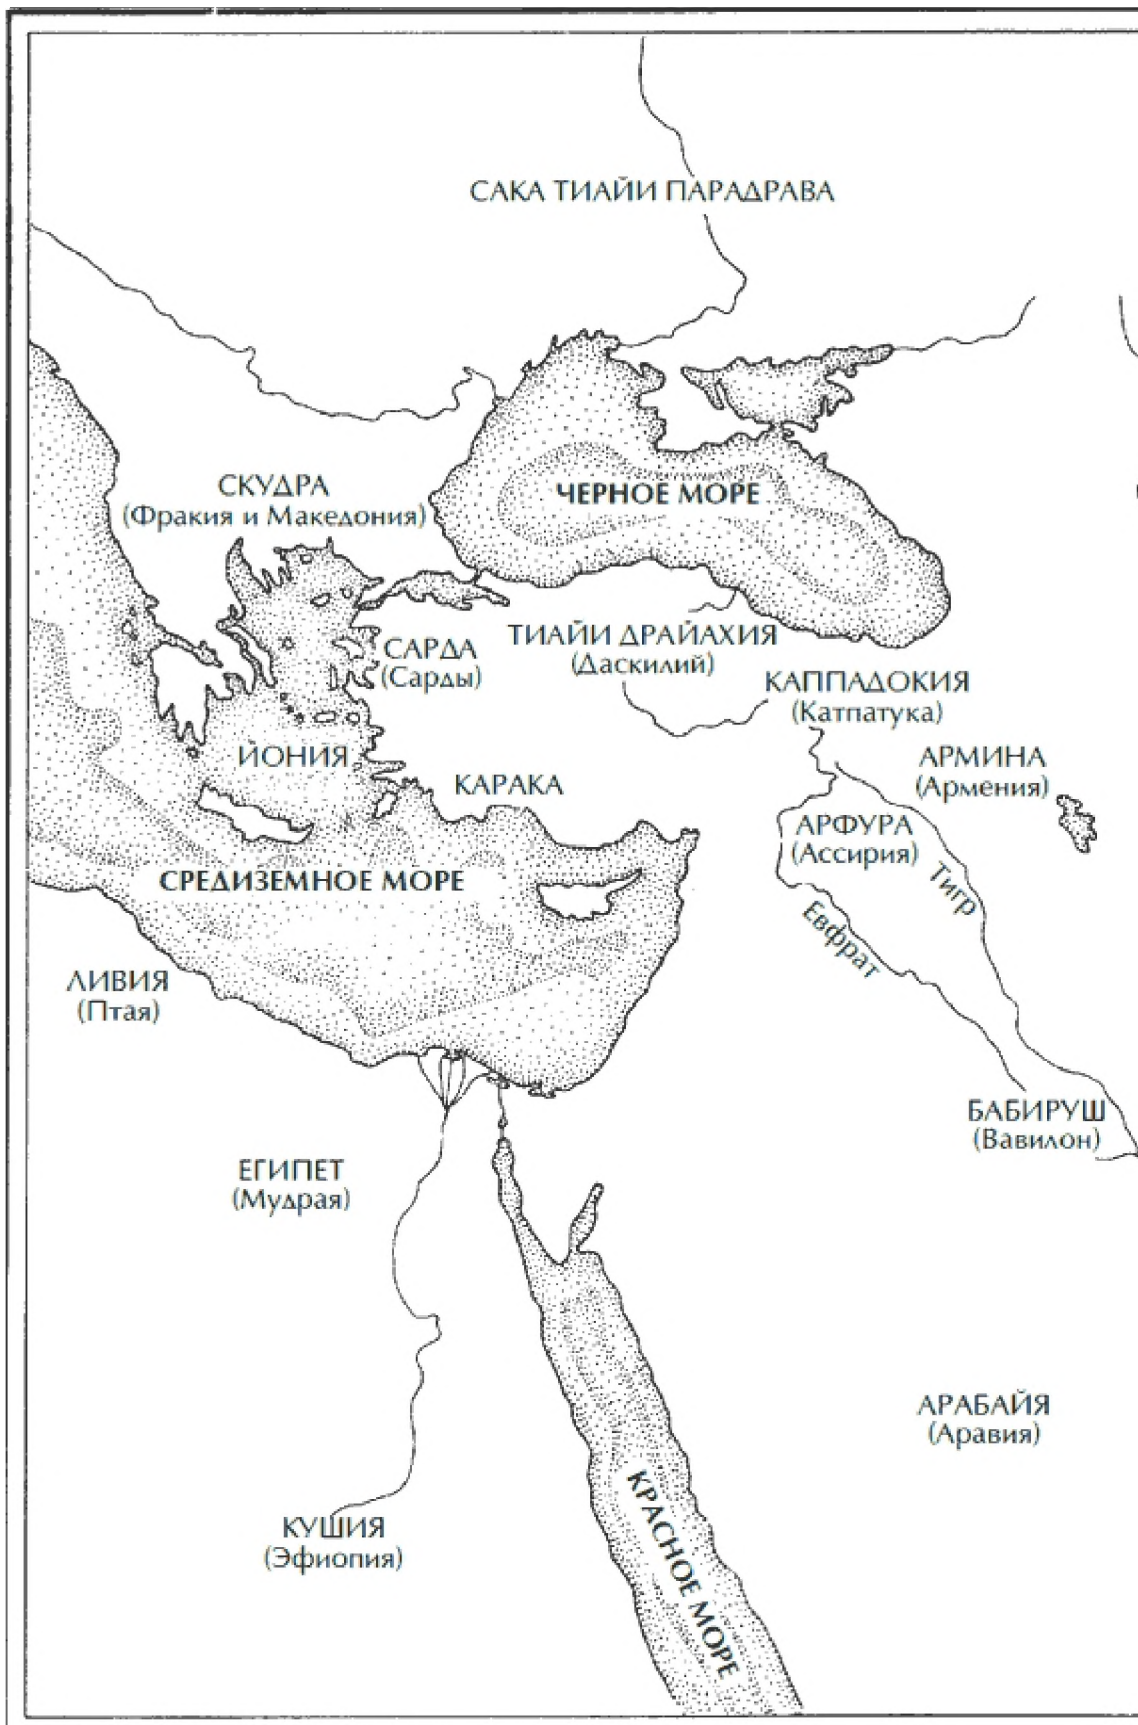 САКА ТИАЙИ ПАРАДРАВА
СКУДРА
(Фракия и Македония)
ЧЕРНОЕ МОРЕ
САРДА
(Сарды)
ТИАЙИ ДРАЙАХИЯ
(Даскилий)
КАППАДОКИЯ
(Катпатука)
ЙОНИЯ
КАРАКА
АРМИНА
(Армения)
АРФУРА
(Ассирия)
Тигр
Евфрат
СРЕДИЗЕМНОЕ МОРЕ
ЛИВИЯ
(Птая)
БАБИРУШ
(Вавилон)
ЕГИПЕТ
(Мудрая)
АРАБАЙЯ
(Аравия)
КРАСНОЕ МОРЕ
КУШИЯ
(Эфиопия)